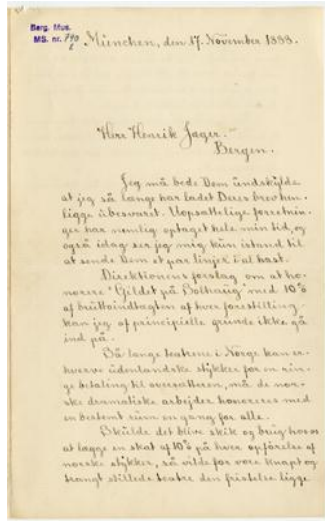 Berg. Mus.
MS. nr. 790
München, den 17. November 1888.
Herr Henrik Jæger.
Bergen.
Jeg må bede Dem undskylde
at jeg så længe har ladet Deres brev hen-
ligge ubesvaret. Uopsættelige forretnin-
ger har nemlig optaget hele min tid, og
også idag ser jeg mig kun istand til
at sende Dem et par linjer i al hast.
Direktionens forslag om at ho-
norere "Gildet på Solhaug" med 10%
af bruttoindtægten af hver forestilling
kan jeg af principielle grunde ikke gå
ind på.
Så længe teatrene i Norge kan er-
hverve udenlandske stykker for en rin-
ge betaling til oversætteren, må de nor-
ske dramatiske arbejder honoreres med
en bestemt sum en gang for alle.
Skulde det blive skik og brug hos os
at lægge en skat af 10% på hver opførelse af
norske stykker, så vilde for vore knapt og
trangt stillede teatre den fristelse ligge